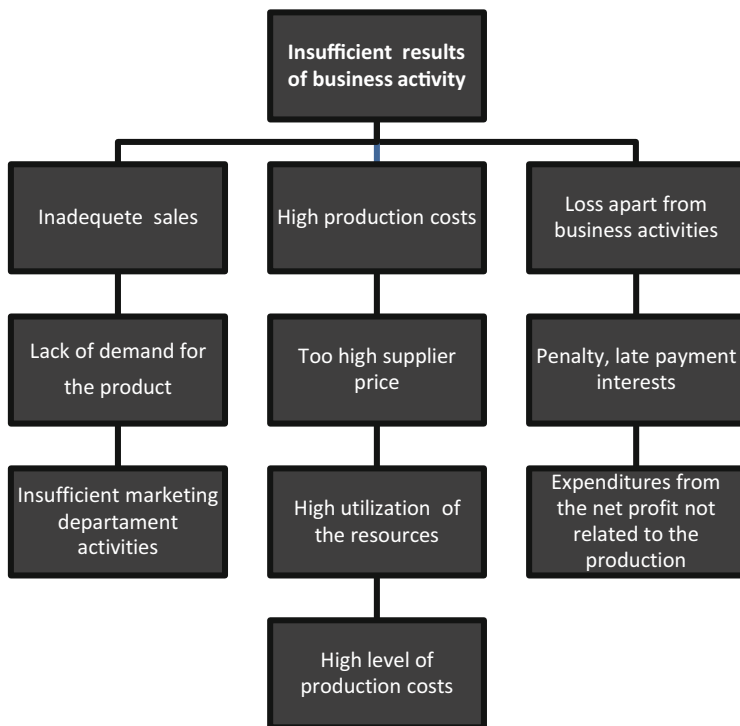 Insufficient results
of business activity
Inadequete sales
High production costs
Loss apart from
business activities
Lack of demand for
the product
Too high supplier
price
Penalty, late payment
interests
Insufficient marketing
departament
activities
High utilization of
the resources
Expenditures from
the net profit not
related to the
production
High level of
production costs